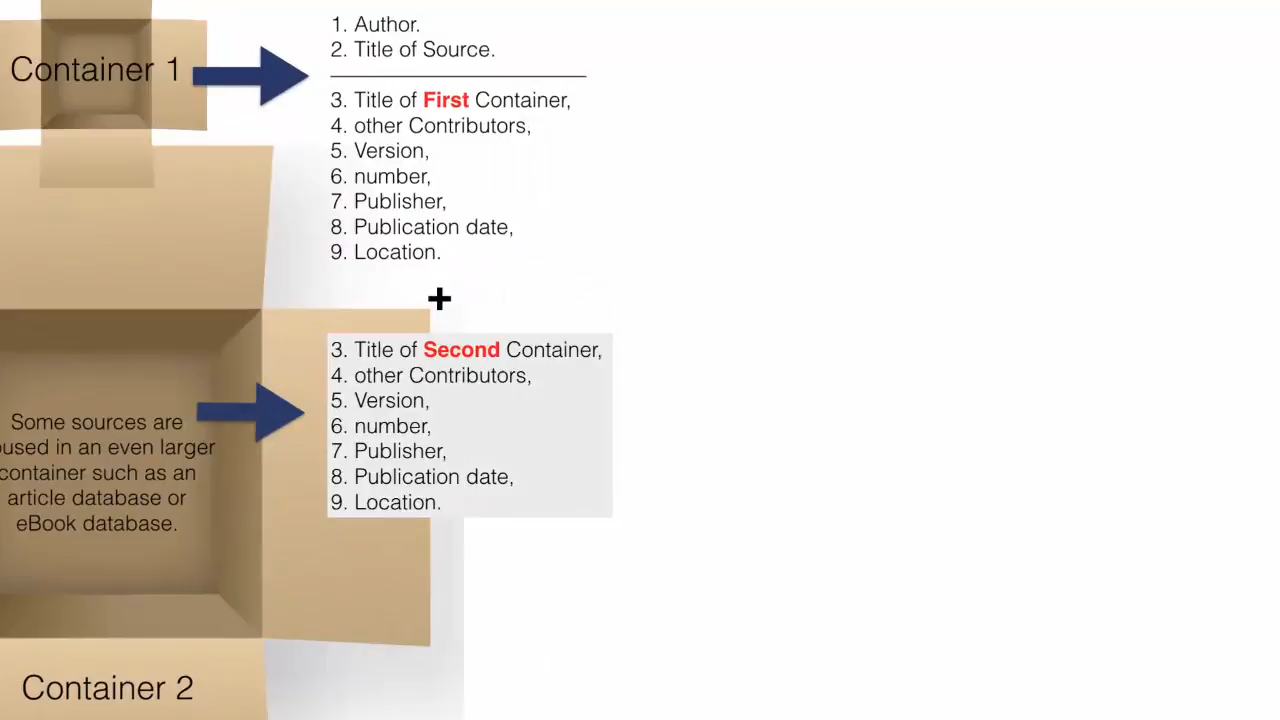 Container 1
1. Author.
2. Title of Source.
3. Title of First Container,
4. other Contributors,
5. Version,
6. number,
7. Publisher,
8. Publication date,
9. Location.
+
3. Title of Second Container,
4. other Contributors,
5. Version,
6. number,
7. Publisher,
8. Publication date,
9. Location.
Some sources are
oused in an even larger
container such as an
article database or
eBook database.
Container 2